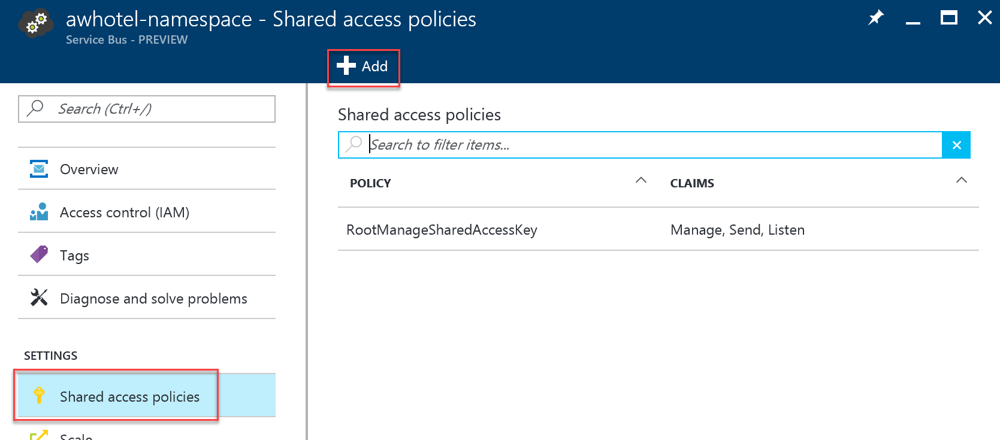 awhotel-namespace - Shared access policies
Service Bus - PREVIEW
Add
Search (Ctrl+/)
Overview
Access control (IAM)
Tags
Diagnose and solve problems
SETTINGS
Shared access policies
Scale
Shared access policies
Search to filter items...
POLICY CLAIMS
RootManageSharedAccessKey Manage, Send, Listen